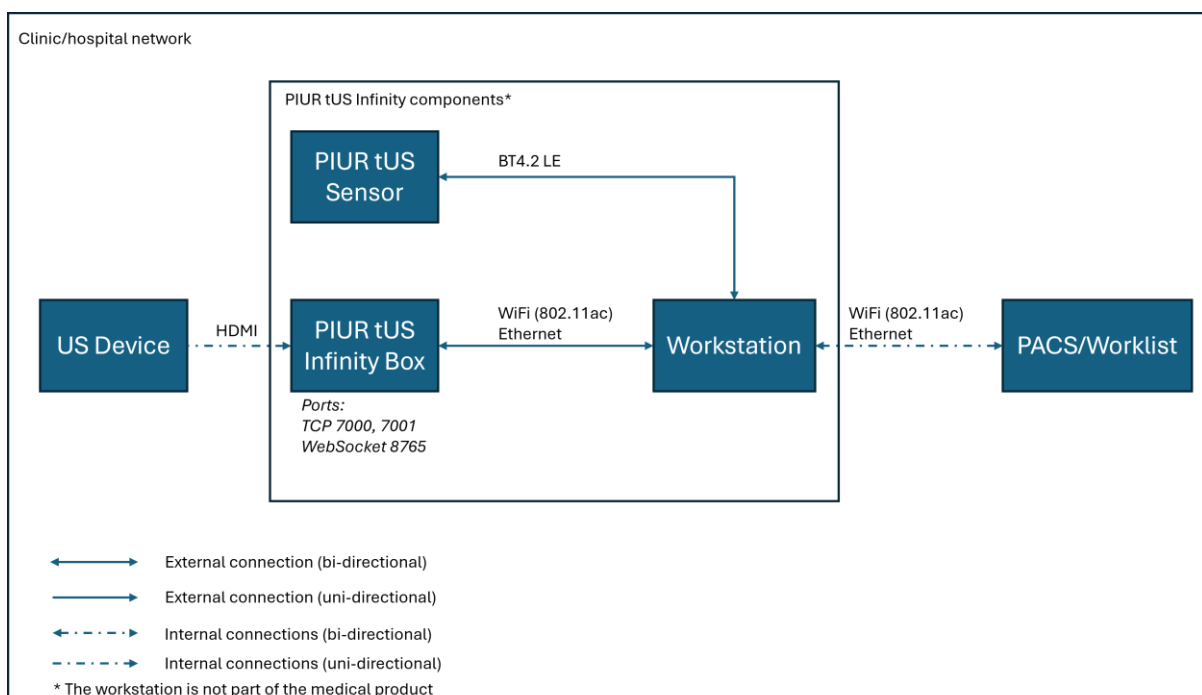 Clinic/hospital network
PIUR tUS Infinity components*
PIUR tUS
Sensor
BT4.2 LE
US Device
HDMI
PIUR tUS
Infinity Box
WiFi (802.11ac)
Ethernet
Workstation
WiFi (802.11ac)
Ethernet
PACS/Worklist
Ports:
TCP 7000, 7001
WebSocket 8765
External connection (bi-directional)
External connection (uni-directional)
Internal connections (bi-directional)
Internal connections (uni-directional)
* The workstation is not part of the medical product